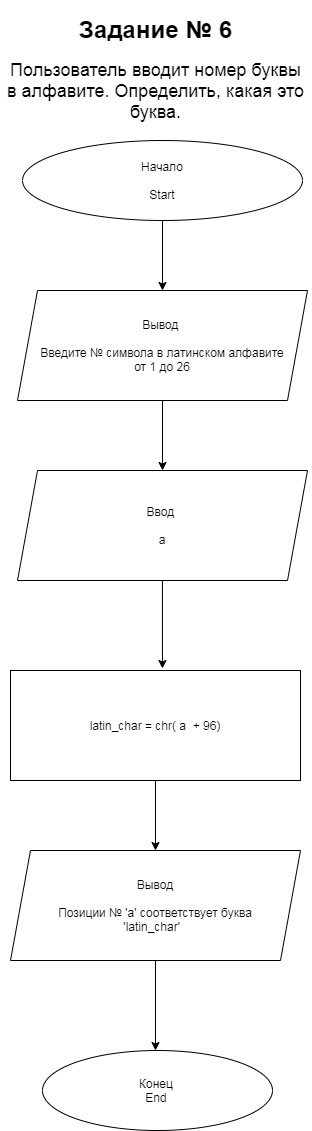 Задание № 6
Пользователь вводит номер буквы
в алфавите. Определить, какая это
буква.
Начало
Start
Вывод
Введите № символа в латинском алфавите
от 1 до 26
Ввод
a
latin_char = chr( a + 96)
Вывод
Позиции № 'a' соответствует буква
'latin_char'
Конец
End